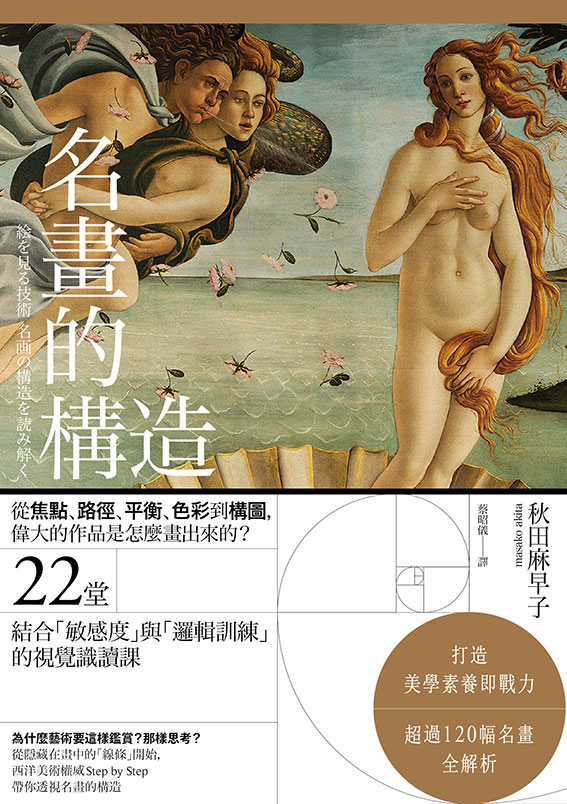 名畫的
構造
絵を見る技術 名画の構造を読み解く
從焦點、路徑、平衡、色彩到構圖,
偉大的作品是怎麼畫出來的?
22堂
結合「敏感度」與「邏輯訓練」
的視覺識讀課
為什麼藝術要這樣鑑賞?那樣思考?
從隱藏在畫中的「線條」開始,
西洋美術權威Step by Step
帶你透視名畫的構造
秋田麻早子
masako akita
蔡昭儀——譯
打造
美學素養即戰力
超過120幅名畫
全解析